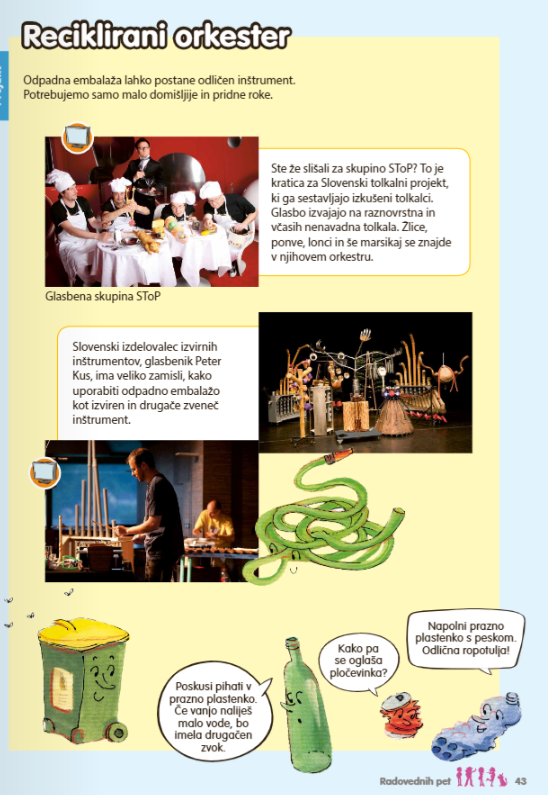 Reciklirani orkester
Odpadna embalaža lahko postane odličen inštrument.
Potrebujemo samo malo domišljije in pridne roke.
Ste že slišali za skupino SToP? To je
kratica za Slovenski tolkalni projekt,
ki ga sestavljajo izkušeni tolkalci.
Glasbo izvajajo na raznovrstna in
včasih nenavadna tolkala. Žlice,
ponve, lonci in še marsikaj se znajde
v njihovem orkestru.
Glasbena skupina SToP
Slovenski izdelovalec izvirnih
inštrumentov, glasbenik Peter
Kus, ima veliko zamisli, kako
uporabiti odpadno embalažo
kot izviren in drugače zveneč
inštrument.
Poskusi pihati v
prazno plastenko.
Če vanjo naliješ
malo vode, bo
imela drugačen
zvok.
Kako pa
se oglaša
pločevinka?
Napolni prazno
plastenko s peskom.
Odlična ropotulja!
Radovednih pet
43